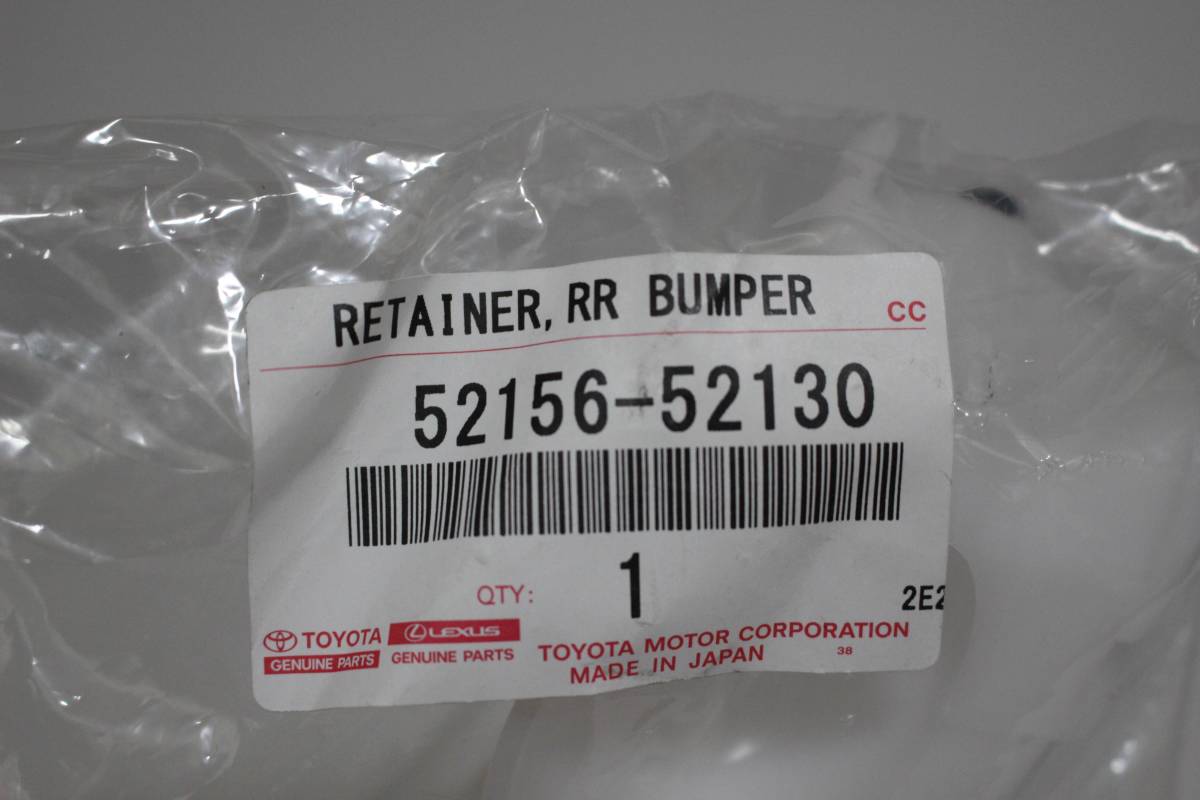 RETAINER, RR BUMPER
CC
52156-52130
QTY: 1
2E2
TOYOTA
GENUINE PARTS
LEXUS
GENUINE PARTS
TOYOTA MOTOR CORPORATION
MADE IN JAPAN
38